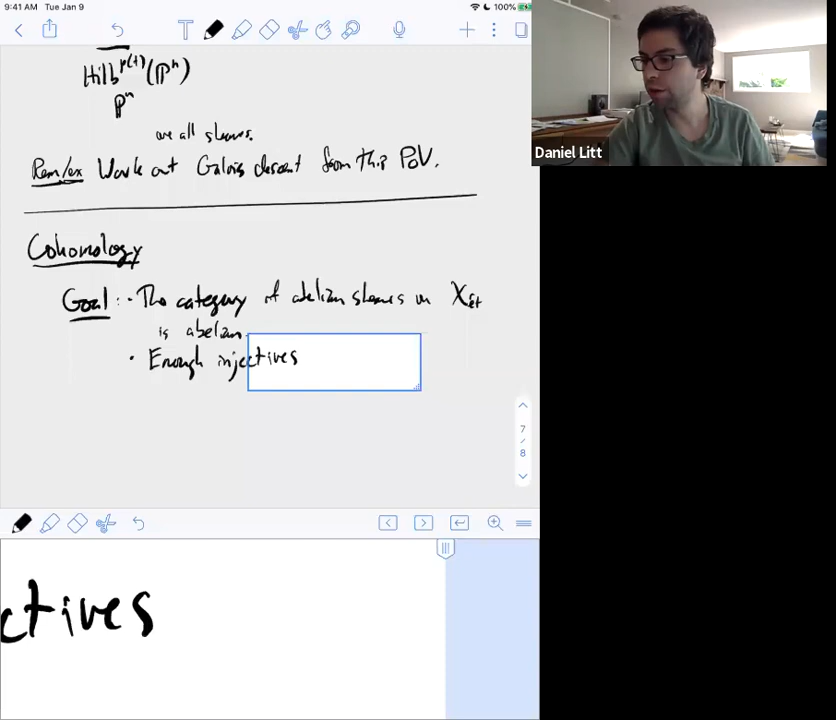 9:41 AM Tue Jan 9
100%
Hilb^{p(t)}(ℙ^n)
ℙ^n
are all sheaves.
Rem/ex Work out Galois descent from this PoV.
Cohomology
Goal: · The category of abelian sheaves on X_ét
is abelian.
· Enough injectives
7
/
8
ctives
Daniel Litt